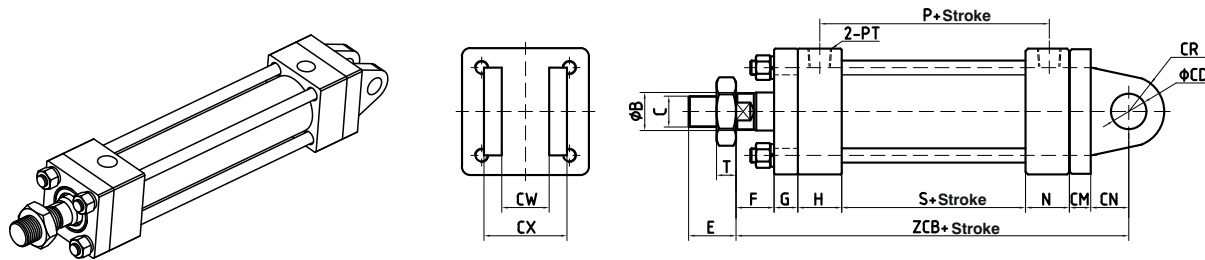 P+Stroke
2-PT
CR
ΦCD
ΦB
C
T
CW
F
G
H
S+Stroke
N
CM
CN
CX
E
ZCB+Stroke